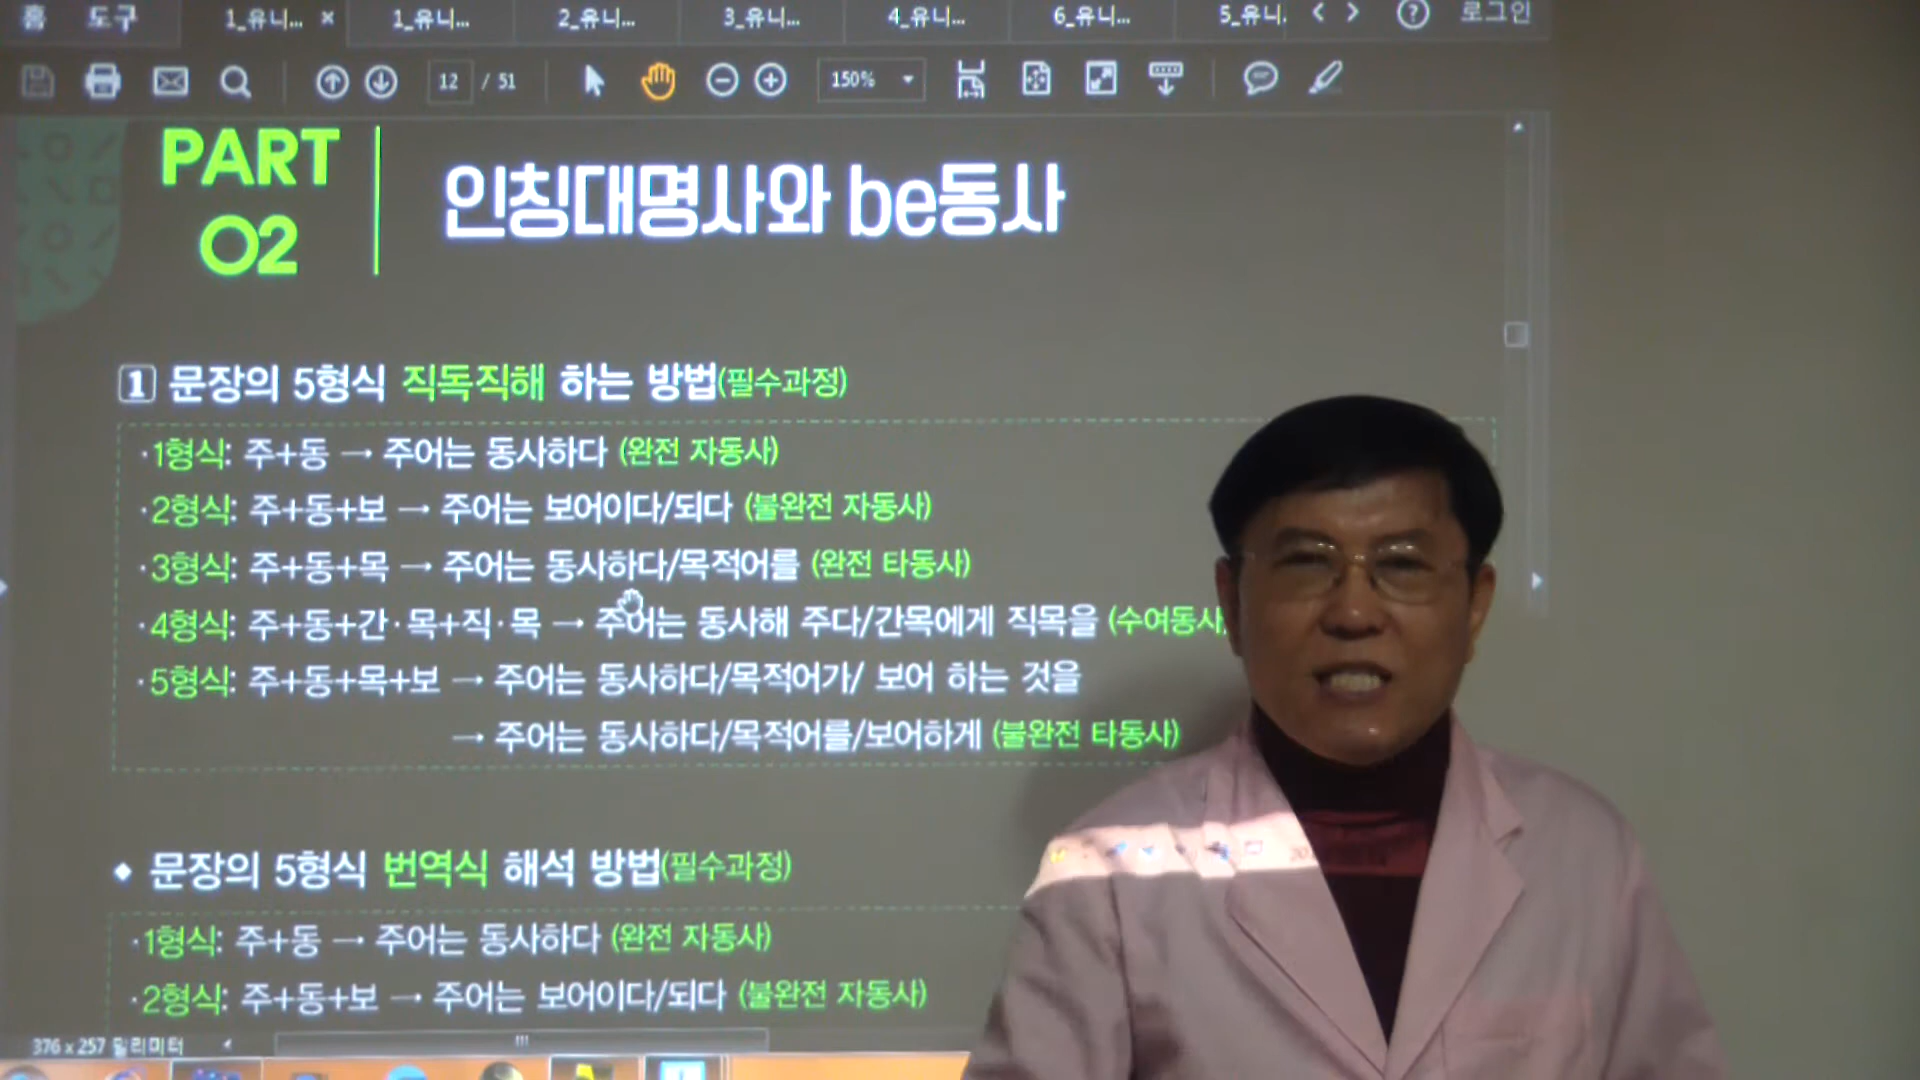 홈 도구 1_유니... × 1_유니... 2_유니... 3_유니... 4_유니... 6_유니... 5_유니. 로그인
12 / 51 150%
PART
02
인칭대명사와 be동사
1 문장의 5형식 직독직해 하는 방법(필수과정)
·1형식: 주+동 → 주어는 동사하다 (완전 자동사)
·2형식: 주+동+보 → 주어는 보어이다/되다 (불완전 자동사)
·3형식: 주+동+목 → 주어는 동사하다/목적어를 (완전 타동사)
·4형식: 주+동+간·목+직·목 → 주어는 동사해 주다/간목에게 직목을 (수여동사)
·5형식: 주+동+목+보 → 주어는 동사하다/목적어가/ 보어 하는 것을
→ 주어는 동사하다/목적어를/보어하게 (불완전 타동사)
◆ 문장의 5형식 번역식 해석 방법(필수과정)
·1형식: 주+동 → 주어는 동사하다 (완전 자동사)
·2형식: 주+동+보 → 주어는 보어이다/되다 (불완전 자동사)
376 x 257 밀리미터